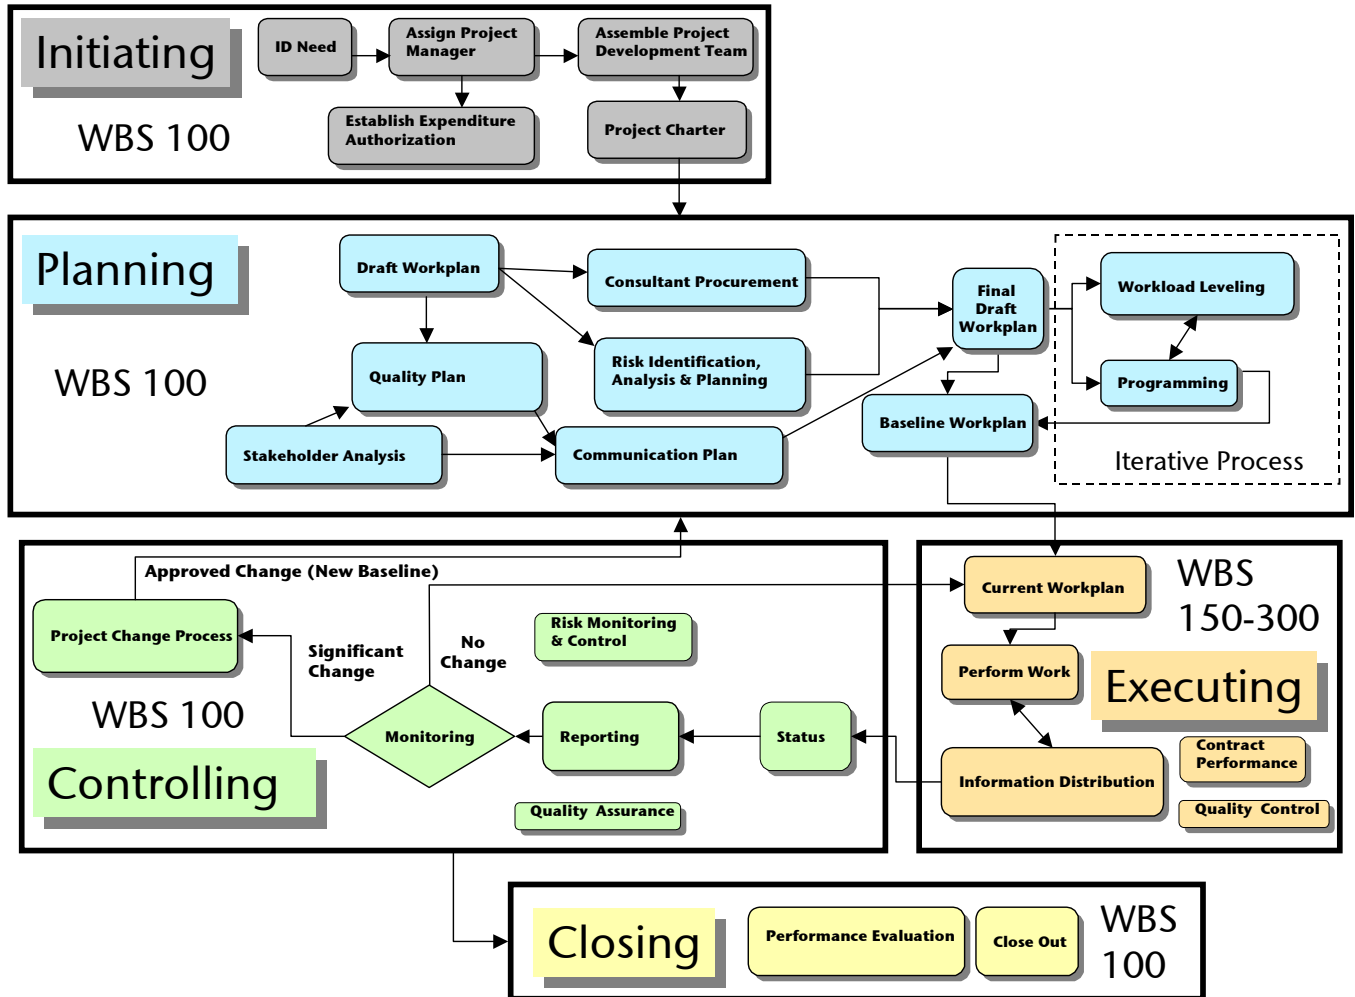 Initiating
WBS 100
ID Need
Assign Project
Manager
Assemble Project
Development Team
Establish Expenditure
Authorization
Project Charter
Planning
WBS 100
Draft Workplan
Consultant Procurement
Final
Draft
Workplan
Workload Leveling
Quality Plan
Risk Identification,
Analysis & Planning
Programming
Stakeholder Analysis
Communication Plan
Baseline Workplan
Iterative Process
Approved Change (New Baseline)
Project Change Process
Significant
Change
No
Change
Risk Monitoring
& Control
WBS 100
Controlling
Monitoring
Reporting
Status
Quality Assurance
Current Workplan
WBS
150-300
Perform Work
Executing
Information Distribution
Contract
Performance
Quality Control
Closing
Performance Evaluation
Close Out
WBS
100